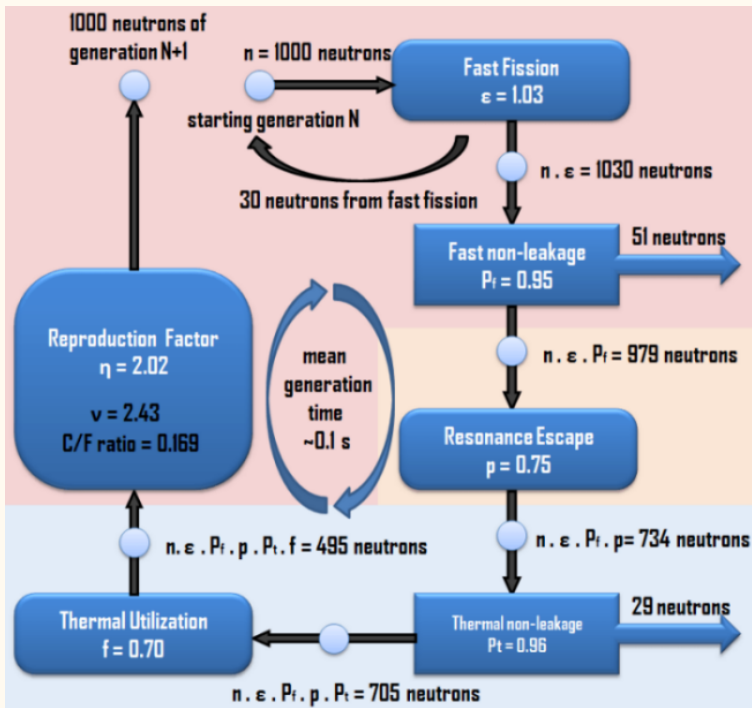 1000 neutrons of
generation N+1
n = 1000 neutrons
starting generation N
Fast Fission
ε = 1.03
30 neutrons from fast fission
n . ε = 1030 neutrons
Fast non-leakage
Pf = 0.95
51 neutrons
n . ε . Pf = 979 neutrons
Reproduction Factor
η = 2.02
ν = 2.43
C/F ratio = 0.169
mean
generation
time
~0.1 s
Resonance Escape
p = 0.75
n. ε . Pf . p . Pt . f = 495 neutrons
n . ε . Pf . p= 734 neutrons
Thermal Utilization
f = 0.70
Thermal non-leakage
Pt = 0.96
29 neutrons
n . ε . Pf . p . Pt = 705 neutrons